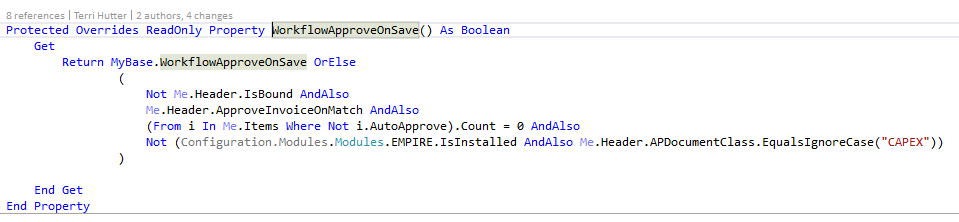 8 references | Terri Hutter | 2 authors, 4 changes
Protected Overrides ReadOnly Property WorkflowApproveOnSave() As Boolean
    Get
        Return MyBase.WorkflowApproveOnSave OrElse
                (
                    Not Me.Header.IsBound AndAlso
                    Me.Header.ApproveInvoiceOnMatch AndAlso
                    (From i In Me.Items Where Not i.AutoApprove).Count = 0 AndAlso
                    Not (Configuration.Modules.Modules.EMPIRE.IsInstalled AndAlso Me.Header.APDocumentClass.EqualsIgnoreCase("CAPEX"))
                )
    End Get
End Property